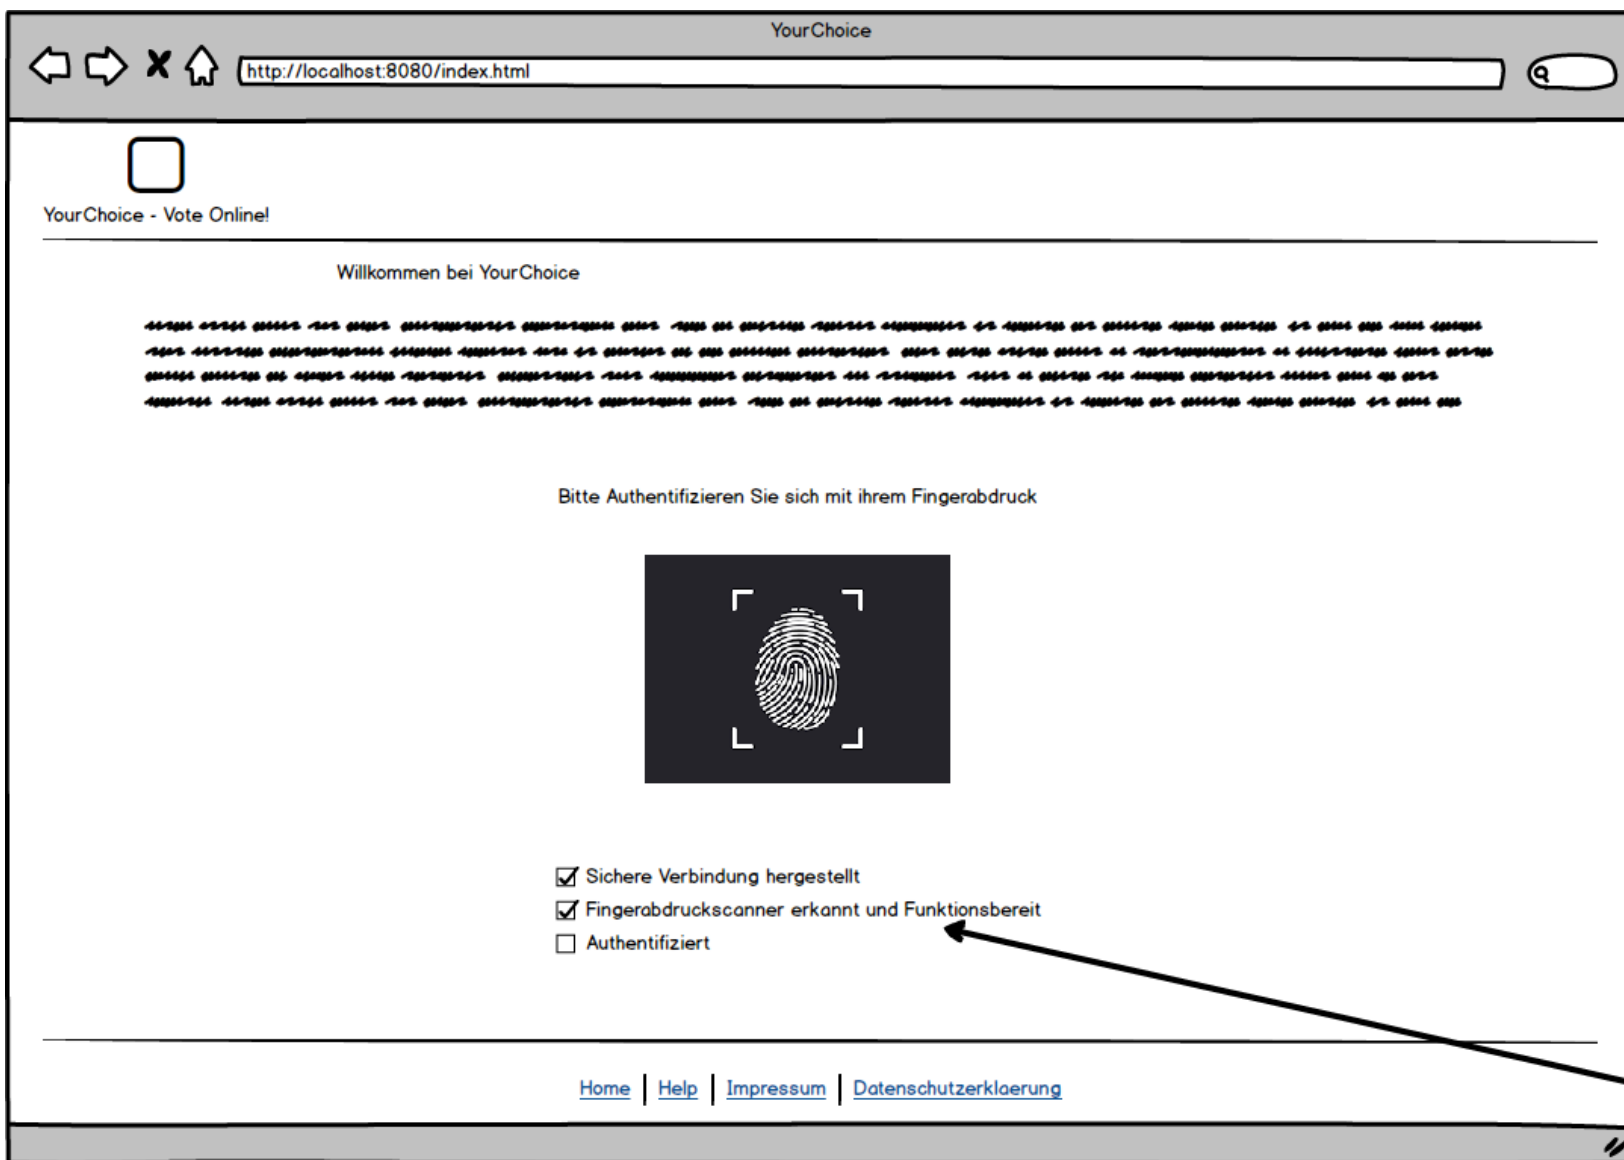 YourChoice
http://localhost:8080/index.html
YourChoice - Vote Online!
Willkommen bei YourChoice
Bitte Authentifizieren Sie sich mit ihrem Fingerabdruck
Sichere Verbindung hergestellt
Fingerabdruckscanner erkannt und Funktionsbereit
Authentifiziert
Home | Help | Impressum | Datenschutzerklaerung